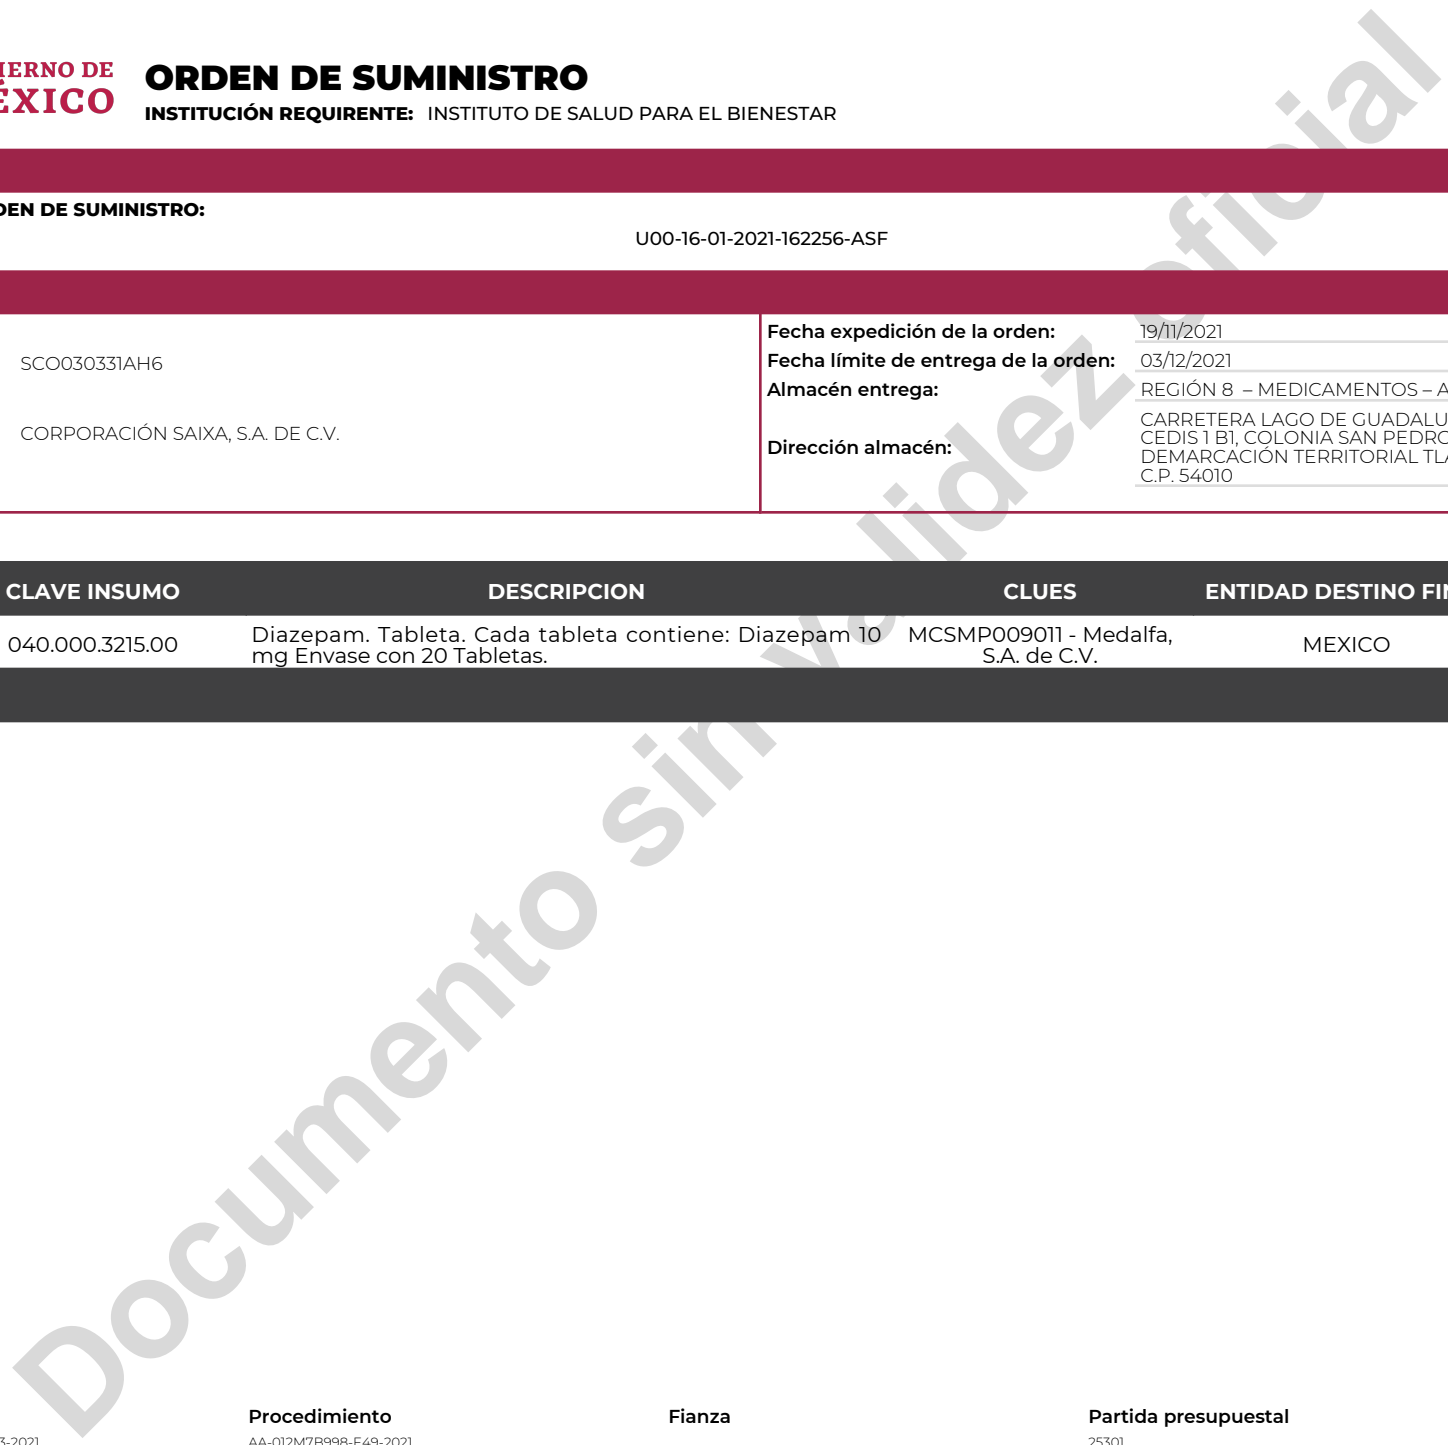 IERNO DE
ÉXICO
ORDEN DE SUMINISTRO
INSTITUCIÓN REQUIRENTE: INSTITUTO DE SALUD PARA EL BIENESTAR
DEN DE SUMINISTRO:
U00-16-01-2021-162256-ASF
SCO030331AH6
CORPORACIÓN SAIXA, S.A. DE C.V.
Fecha expedición de la orden: 19/11/2021
Fecha límite de entrega de la orden: 03/12/2021
Almacén entrega: REGIÓN 8 – MEDICAMENTOS – A
Dirección almacén:
CARRETERA LAGO DE GUADALU
CEDIS 1 B1, COLONIA SAN PEDRO
DEMARCACIÓN TERRITORIAL TLA
C.P. 54010
CLAVE INSUMO DESCRIPCION CLUES ENTIDAD DESTINO FIN
040.000.3215.00
Diazepam. Tableta. Cada tableta contiene: Diazepam 10
mg Envase con 20 Tabletas.
MCSMP009011 - Medalfa,
S.A. de C.V.
MEXICO
Documento sin validez oficial
Procedimiento Fianza Partida presupuestal
3-2021 AA-012M7B998-E49-2021 25301